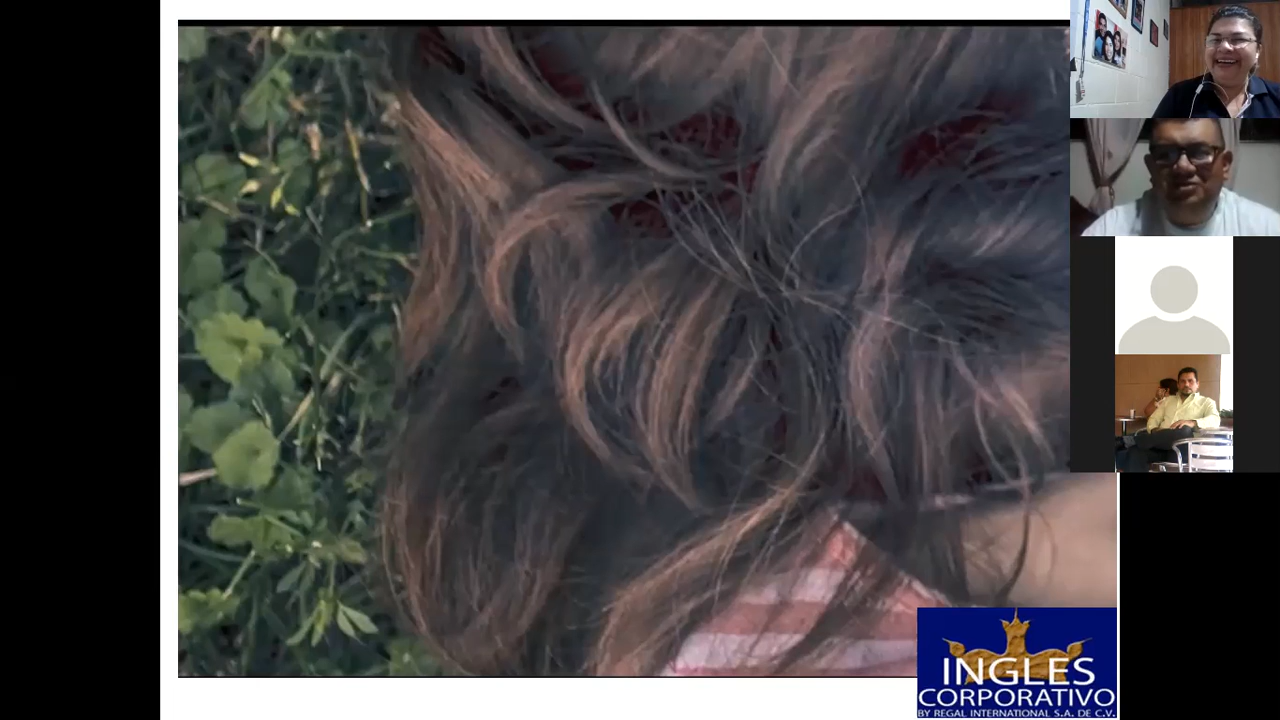 INGLES
CORPORATIVO
BY REGAL INTERNATIONAL S.A. DE C.V.